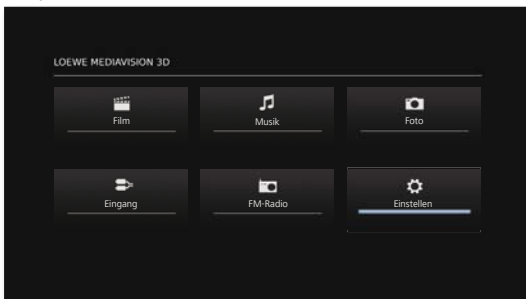 LOEWE MEDIAVISION 3D
Film
Musik
Foto
Eingang
FM-Radio
Einstellen